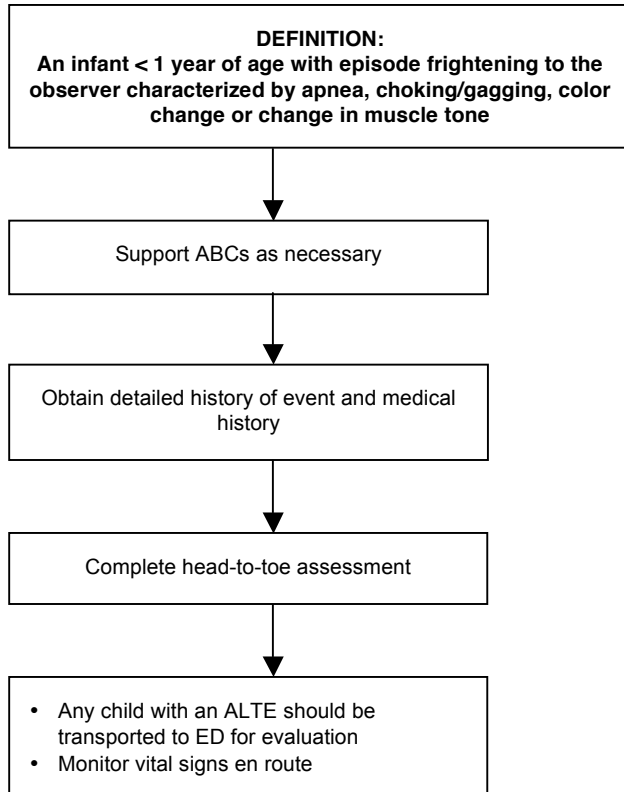 DEFINITION:
An infant < 1 year of age with episode frightening to the
observer characterized by apnea, choking/gagging, color
change or change in muscle tone
Support ABCs as necessary
Obtain detailed history of event and medical
history
Complete head-to-toe assessment
• Any child with an ALTE should be
transported to ED for evaluation
• Monitor vital signs en route